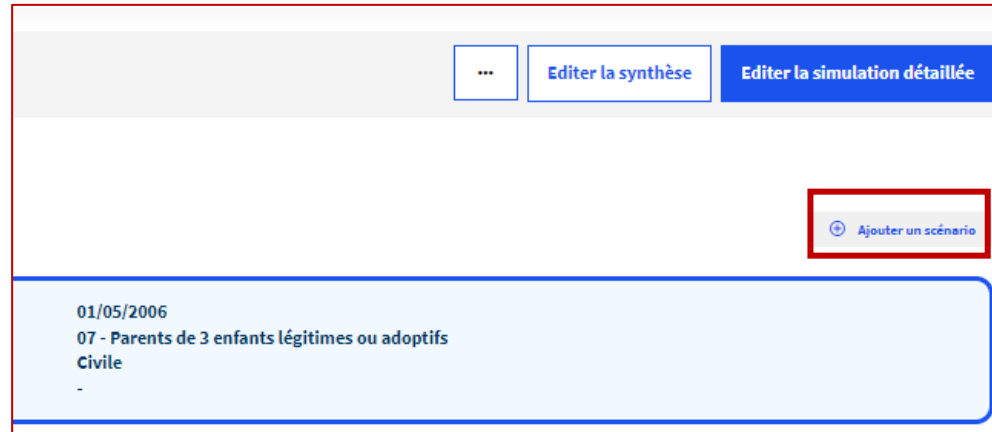 ...
Editer la synthèse
Editer la simulation détaillée
Ajouter un scénario
01/05/2006
07 - Parents de 3 enfants légitimes ou adoptifs
Civile
-